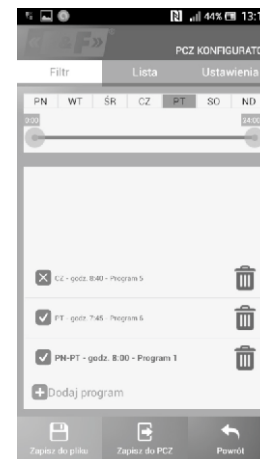 44% 13:1
«F&F»
PCZ KONFIGURATO
Filtr Lista Ustawienia
PN WT ŚR CZ PT SO ND
0:00 24:00
CZ - godz. 8:40 - Program 5
PT - godz. 7:45 - Program 6
PN-PT - godz. 8:00 - Program 1
Dodaj program
Zapisz do pliku Zapisz do PCZ Powrót